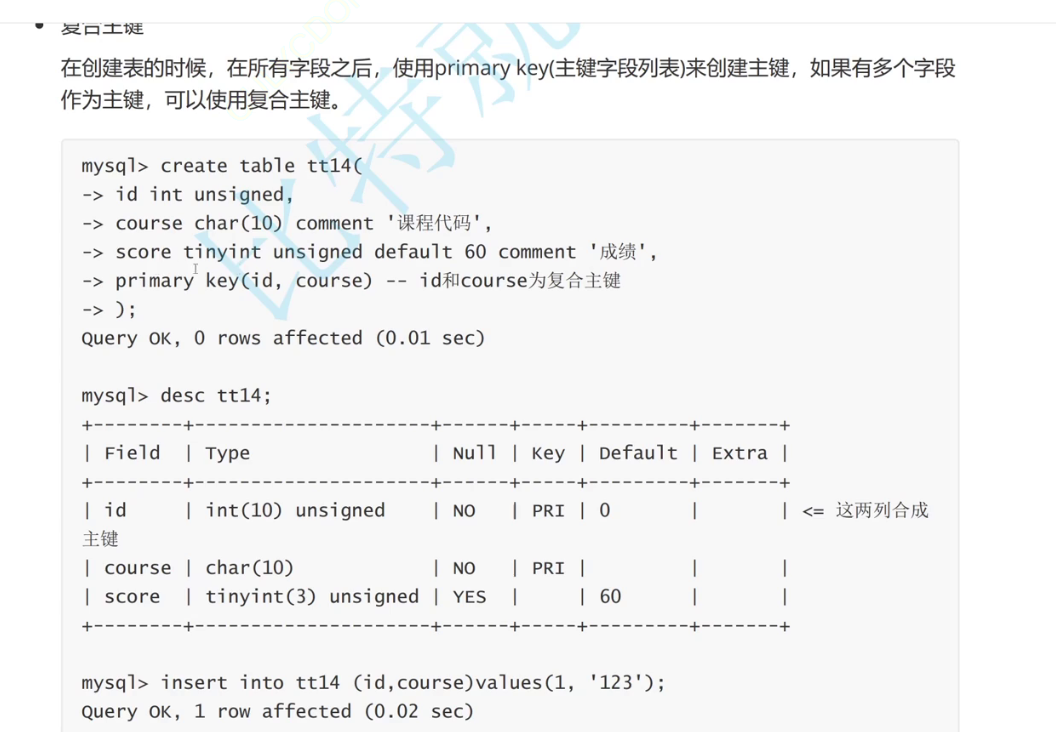 复合主键
在创建表的时候，在所有字段之后，使用primary key(主键字段列表)来创建主键，如果有多个字段
作为主键，可以使用复合主键。
mysql> create table tt14(
-> id int unsigned,
-> course char(10) comment '课程代码',
-> score tinyint unsigned default 60 comment '成绩',
-> primary key(id, course) -- id和course为复合主键
-> );
Query OK, 0 rows affected (0.01 sec)
mysql> desc tt14;
+--------+---------------------+------+-----+---------+-------+
| Field  | Type                | Null | Key | Default | Extra |
+--------+---------------------+------+-----+---------+-------+
| id     | int(10) unsigned    | NO   | PRI | 0       |       | <= 这两列合成
主键
| course | char(10)            | NO   | PRI |         |       |
| score  | tinyint(3) unsigned | YES  |     | 60      |       |
+--------+---------------------+------+-----+---------+-------+
mysql> insert into tt14 (id,course)values(1, '123');
Query OK, 1 row affected (0.02 sec)
比特就